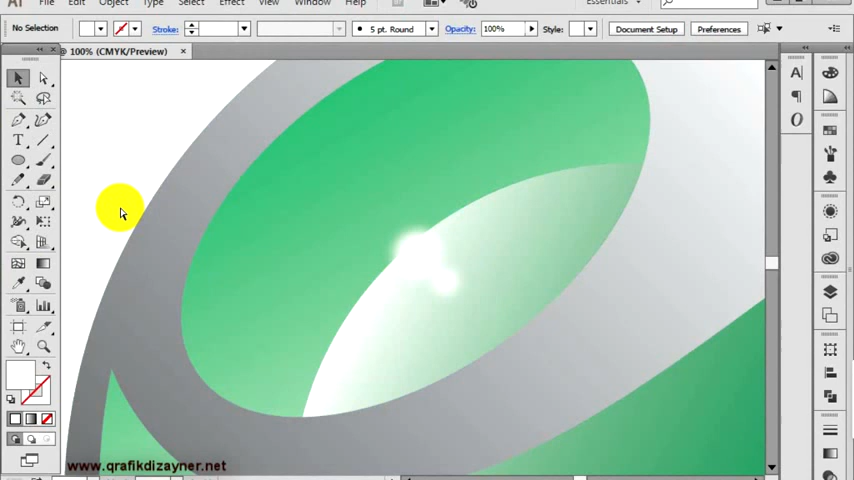 Ai File Edit Object Type Select Effect View Window Help Essentials
No Selection Stroke: 5 pt. Round Opacity: 100% Style: Document Setup Preferences
@ 100% (CMYK/Preview)
www.qrafikdizayner.net